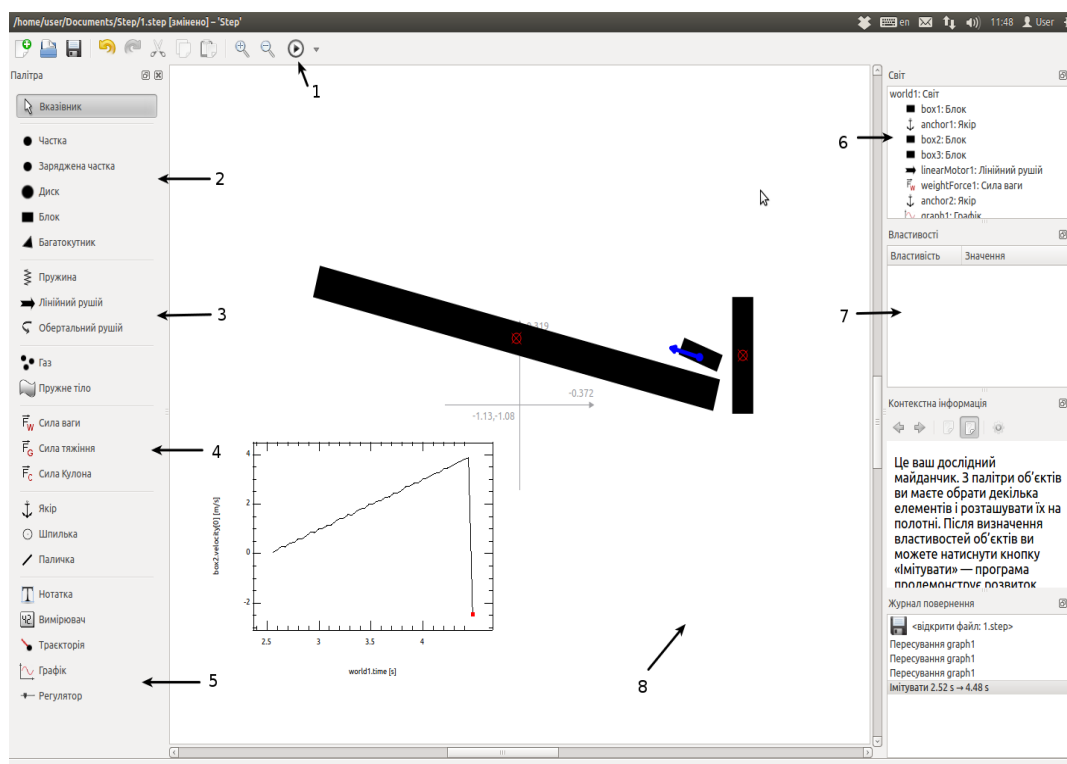 /home/user/Documents/Step/1.step [змінено] – 'Step'
en 11:48 User
1
Палітра
Вказівник
Частка
Заряджена частка
Диск
Блок
Багатокутник
2
Пружина
Лінійний рушій
Обертальний рушій
3
Газ
Пружне тіло
Fw Сила ваги
FG Сила тяжіння
FC Сила Кулона
4
Якір
Шпилька
Паличка
Нотатка
42 Вимірювач
Траєкторія
Графік
Регулятор
5
-0.372
-1.13,-1.08
box2.velocity[0] [m/s]
4
2
0
-2
2.5 3 3.5 4
world1.time [s]
8
Світ
world1: Світ
box1: Блок
anchor1: Якір
box2: Блок
box3: Блок
linearMotor1: Лінійний рушій
Fw weightForce1: Сила ваги
anchor2: Якір
graph1: Графік
6
Властивості
Властивість Значення
7
Контекстна інформація
Це ваш дослідний
майданчик. З палітри об’єктів
ви маєте обрати декілька
елементів і розташувати їх на
полотні. Після визначення
властивостей об’єктів ви
можете натиснути кнопку
«Імітувати» — програма
продемонструє розвиток
Журнал повернення
<відкрити файл: 1.step>
Пересування graph1
Пересування graph1
Пересування graph1
Імітувати 2.52 s → 4.48 s